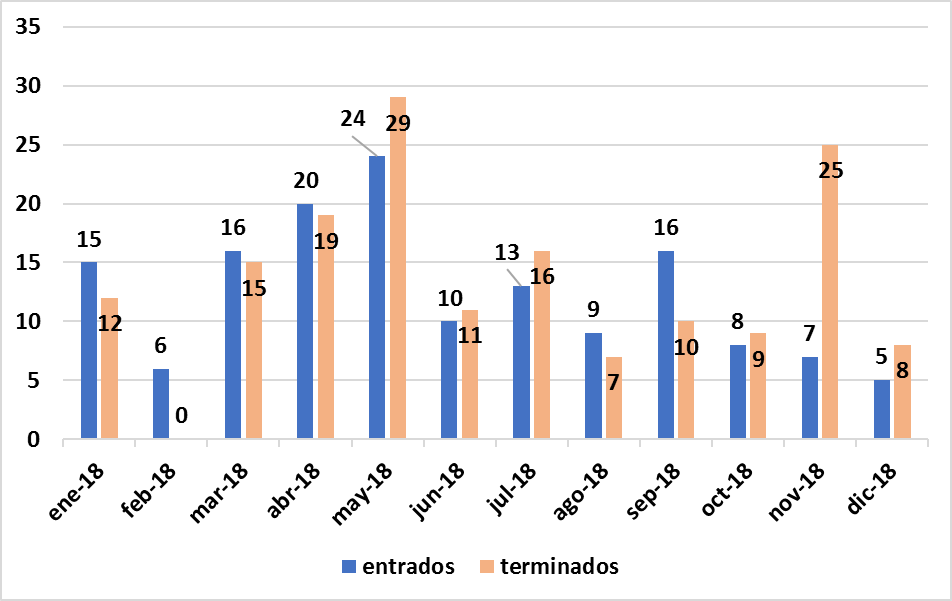 35
30
25
20
15
10
5
0
15
12
6
0
16
15
20
19
24
29
10
11
13
16
9
7
16
10
8
9
7
25
5
8
ene-18
feb-18
mar-18
abr-18
may-18
jun-18
jul-18
ago-18
sep-18
oct-18
nov-18
dic-18
entrados terminados